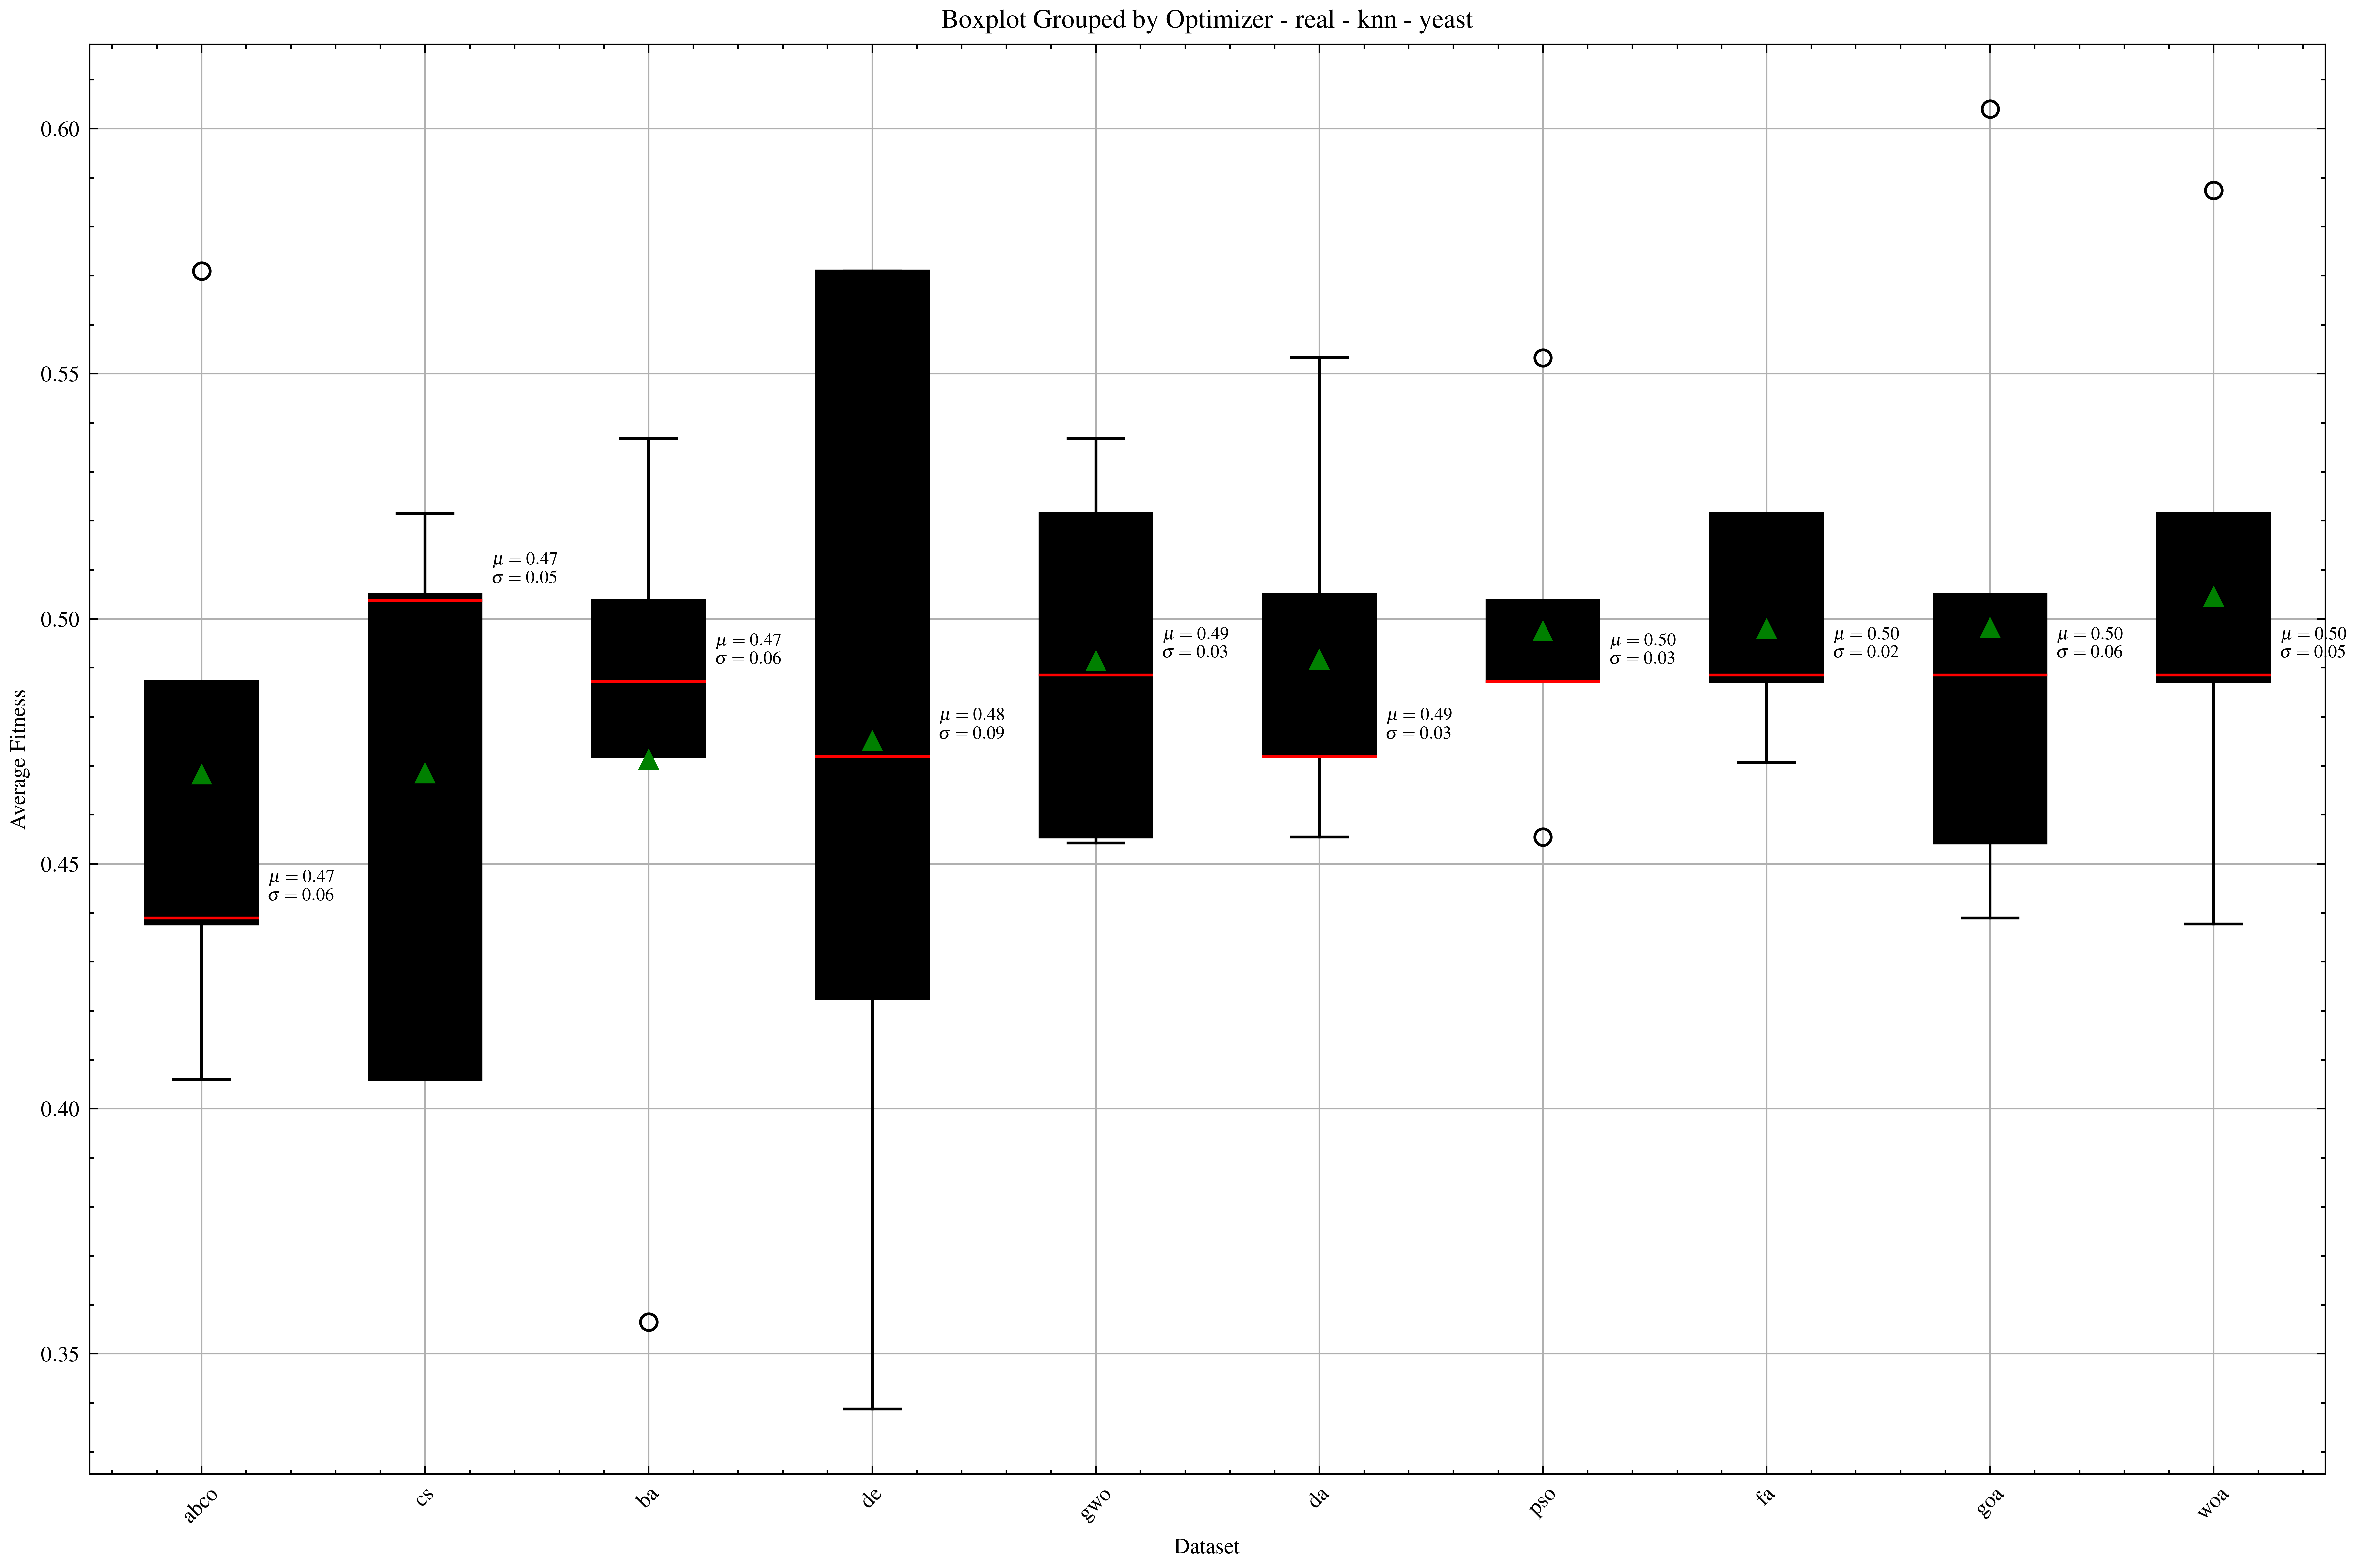 Boxplot Grouped by Optimizer - real - knn - yeast
Average Fitness
0.60
0.55
0.50
0.45
0.40
0.35
μ = 0.47
σ = 0.06
μ = 0.47
σ = 0.05
μ = 0.47
σ = 0.06
μ = 0.48
σ = 0.09
μ = 0.49
σ = 0.03
μ = 0.49
σ = 0.03
μ = 0.50
σ = 0.03
μ = 0.50
σ = 0.02
μ = 0.50
σ = 0.06
μ = 0.50
σ = 0.05
abco
cs
ba
de
gwo
da
pso
fa
goa
woa
Dataset